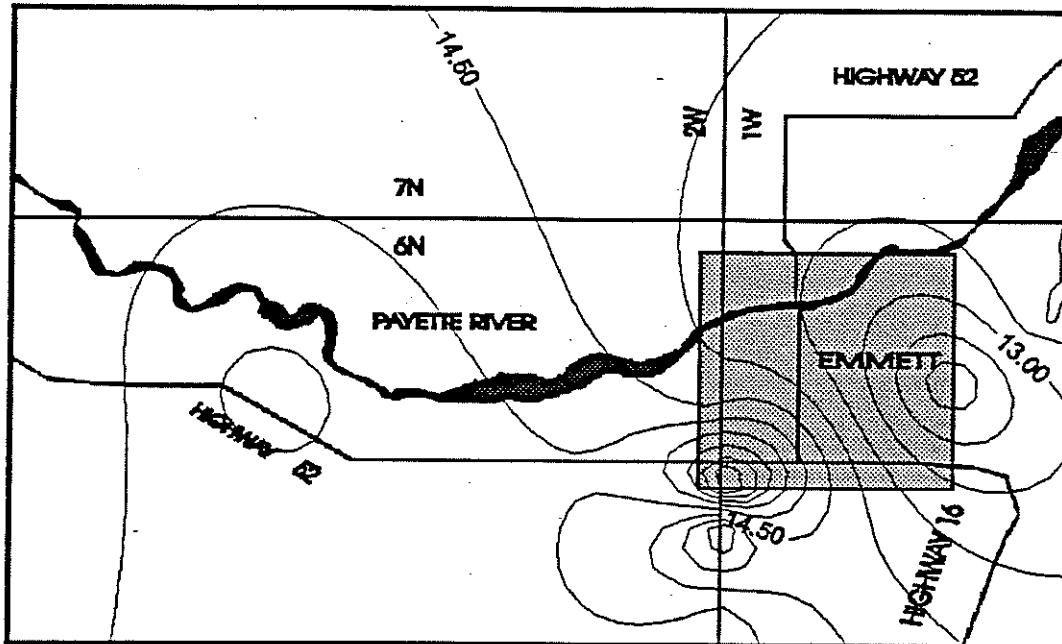 14.50
HIGHWAY 52
2W
1W
7N
6N
PAYETTE RIVER
EMMETT
13.00
HIGHWAY 52
14.50
HIGHWAY 16